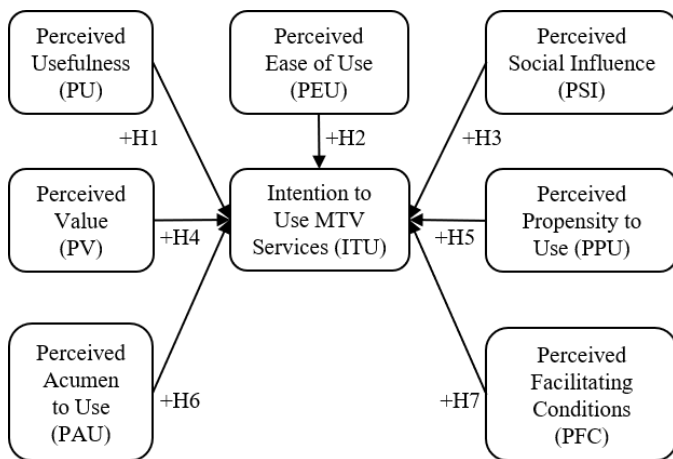 Perceived
Usefulness
(PU)
Perceived
Ease of Use
(PEU)
Perceived
Social Influence
(PSI)
+H1
+H2
+H3
Perceived
Value
(PV)
+H4
Intention to
Use MTV
Services (ITU)
+H5
Perceived
Propensity to
Use (PPU)
Perceived
Acumen
to Use
(PAU)
+H6
+H7
Perceived
Facilitating
Conditions
(PFC)